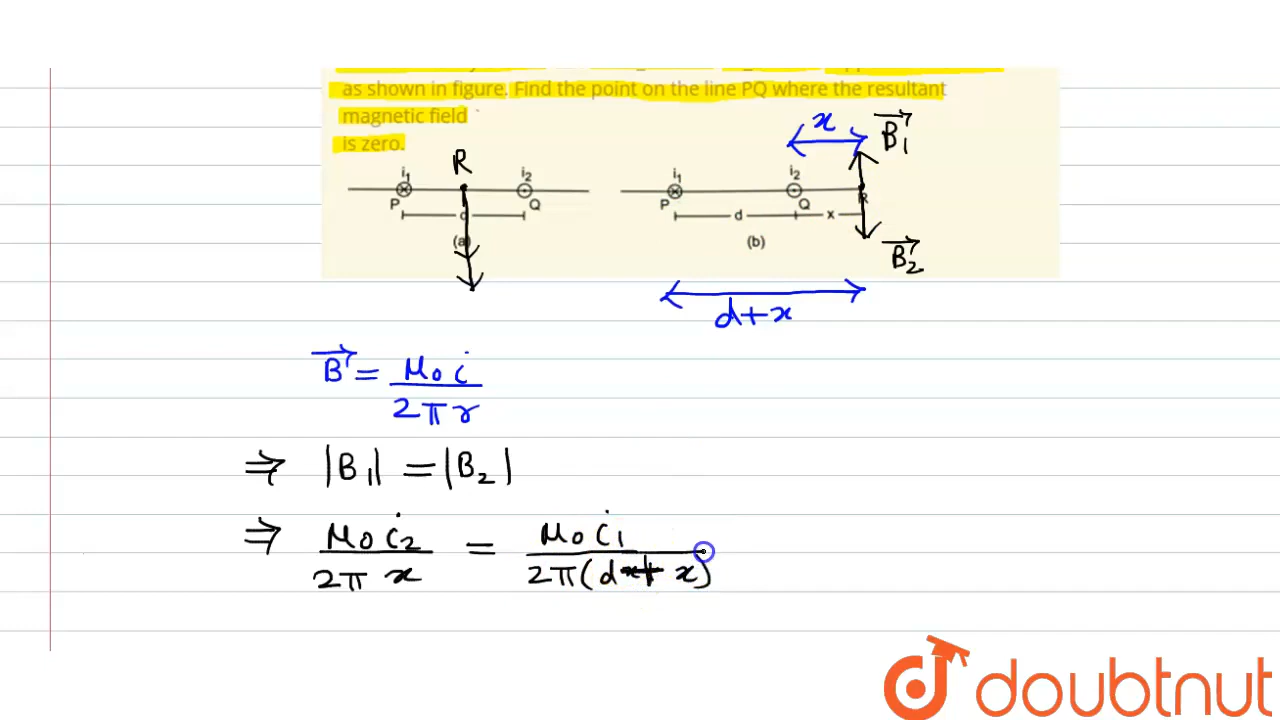 as shown in figure. Find the point on the line PQ where the resultant
magnetic field
is zero.
R
i₁ i₂
P Q
d
(a)
x
B₁
i₁ i₂
P Q R
d x
(b)
B₂
d+x
B = μ₀ i / 2π r
⇒ |B₁| = |B₂|
⇒ μ₀ i₂ / 2π x = μ₀ i₁ / 2π(d + x)
doubtnut